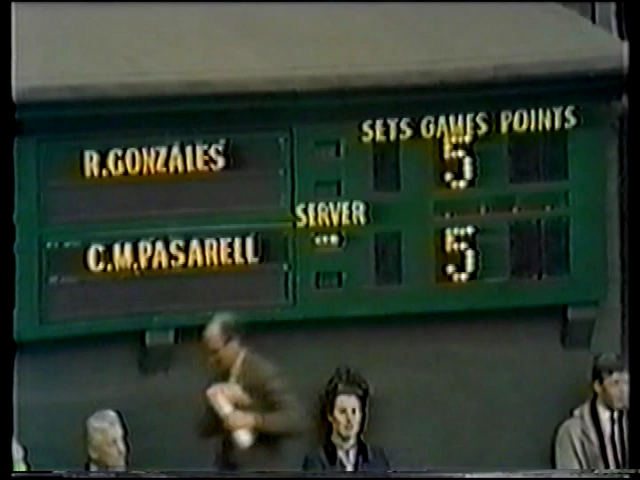 SETS GAMES POINTS
R.GONZALES 5
SERVER
C.M.PASARELL 5